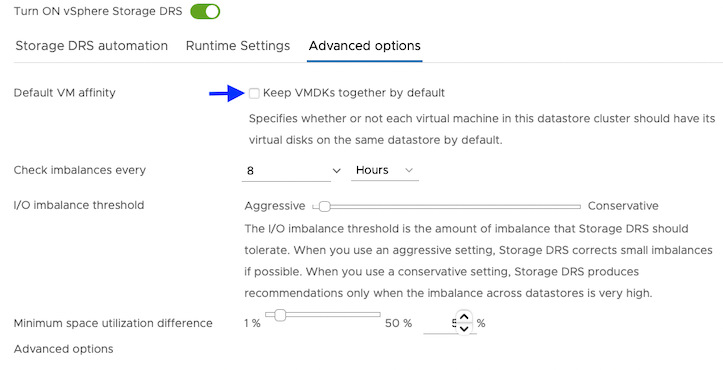 Turn ON vSphere Storage DRS
Storage DRS automation Runtime Settings Advanced options
Default VM affinity Keep VMDKs together by default
Specifies whether or not each virtual machine in this datastore cluster should have its
virtual disks on the same datastore by default.
Check imbalances every 8 Hours
I/O imbalance threshold Aggressive Conservative
The I/O imbalance threshold is the amount of imbalance that Storage DRS should
tolerate. When you use an aggressive setting, Storage DRS corrects small imbalances
if possible. When you use a conservative setting, Storage DRS produces
recommendations only when the imbalance across datastores is very high.
Minimum space utilization difference 1 % 50 % %
Advanced options